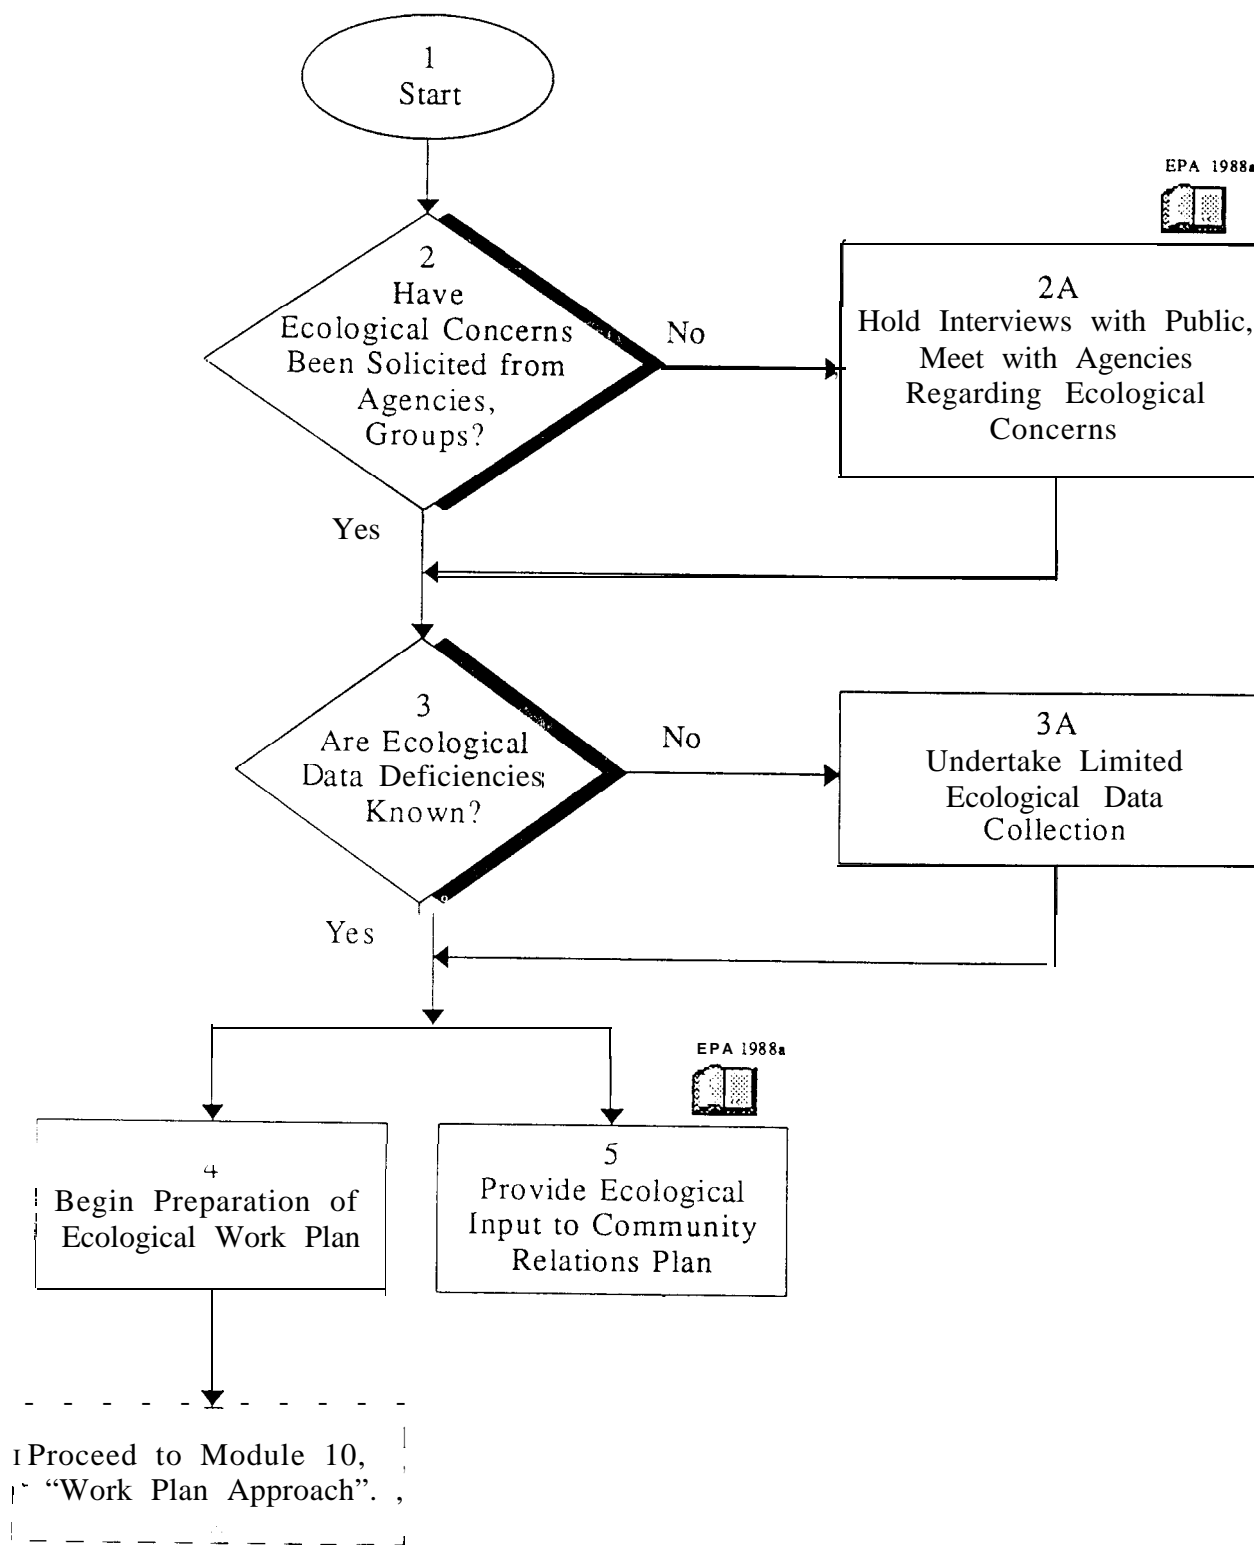 1
Start
2
Have
Ecological Concerns
Been Solicited from
Agencies,
Groups?
No
EPA 1988a
2A
Hold Interviews with Public,
Meet with Agencies
Regarding Ecological
Concerns
Yes
3
Are Ecological
Data Deficiencies
Known?
No
3A
Undertake Limited
Ecological Data
Collection
Yes
4
Begin Preparation of
Ecological Work Plan
EPA 1988a
5
Provide Ecological
Input to Community
Relations Plan
Proceed to Module 10,
“Work Plan Approach”.